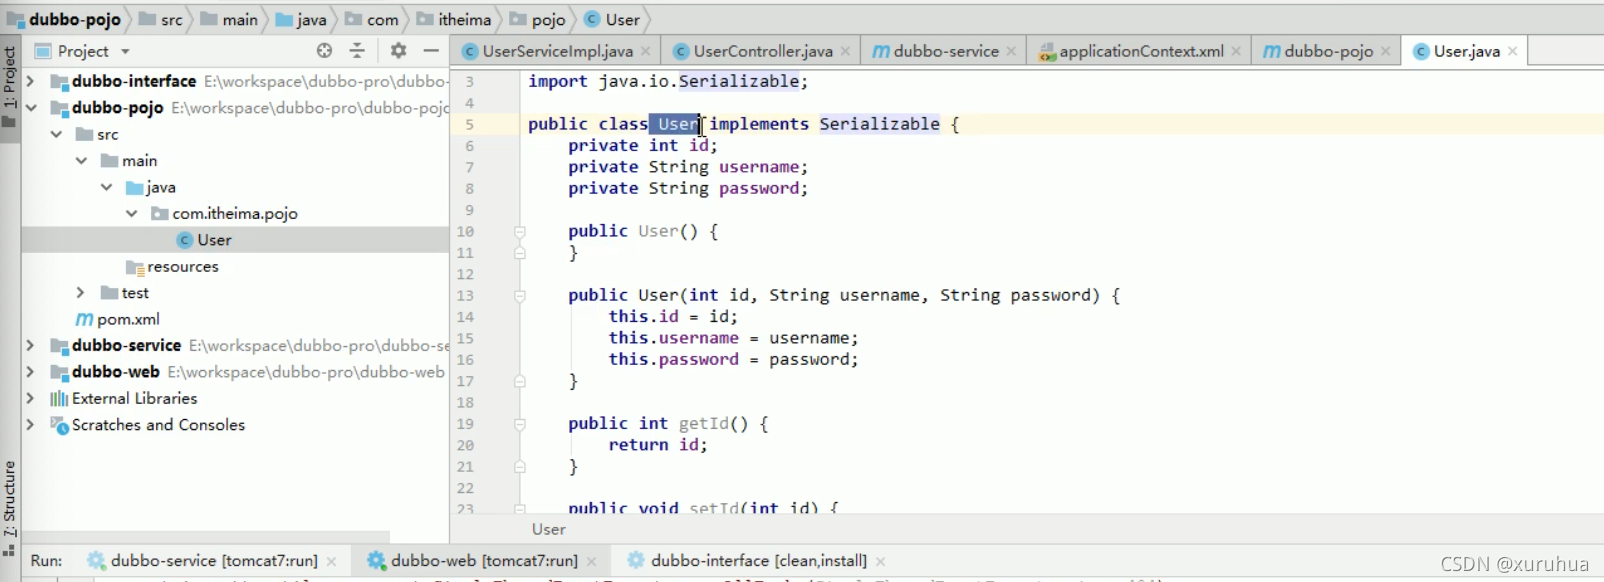 dubbo-pojo src main java com itheima pojo User
1: Project
Project
UserServiceImpl.java UserController.java dubbo-service applicationContext.xml dubbo-pojo User.java
dubbo-interface E:\workspace\dubbo-pro\dubbo-
dubbo-pojo E:\workspace\dubbo-pro\dubbo-pojo
src
main
java
com.itheima.pojo
User
resources
test
pom.xml
dubbo-service E:\workspace\dubbo-pro\dubbo-se
dubbo-web E:\workspace\dubbo-pro\dubbo-web
External Libraries
Scratches and Consoles
7: Structure
3 import java.io.Serializable;
4
5 public class User implements Serializable {
6 private int id;
7 private String username;
8 private String password;
9
10 public User() {
11 }
12
13 public User(int id, String username, String password) {
14 this.id = id;
15 this.username = username;
16 this.password = password;
17 }
18
19 public int getId() {
20 return id;
21 }
22
23 public void setId(int id) {
User
Run: dubbo-service [tomcat7:run] dubbo-web [tomcat7:run] dubbo-interface [clean,install]
CSDN @xuruhua